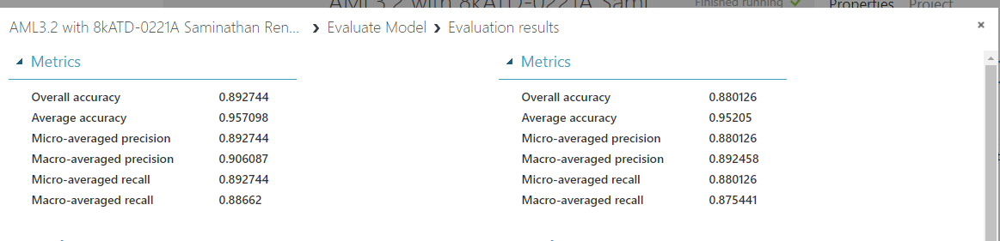 AML3.2 with 8kATD-0221A Sami
Finished running
Properties Project
AML3.2 with 8kATD-0221A Saminathan Ren... > Evaluate Model > Evaluation results ×
Metrics
Overall accuracy 0.892744
Average accuracy 0.957098
Micro-averaged precision 0.892744
Macro-averaged precision 0.906087
Micro-averaged recall 0.892744
Macro-averaged recall 0.88662
Metrics
Overall accuracy 0.880126
Average accuracy 0.95205
Micro-averaged precision 0.880126
Macro-averaged precision 0.892458
Micro-averaged recall 0.880126
Macro-averaged recall 0.875441